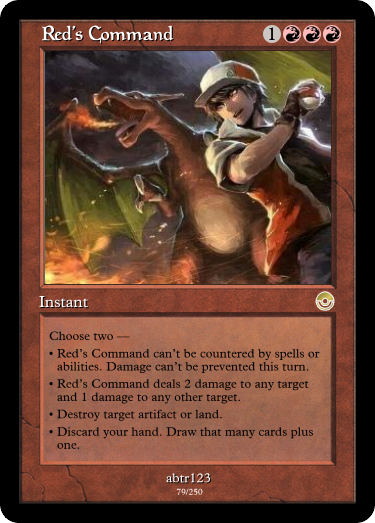 Red's Command
1
Instant
Choose two —
• Red's Command can't be countered by spells or
abilities. Damage can't be prevented this turn.
• Red's Command deals 2 damage to any target
and 1 damage to any other target.
• Destroy target artifact or land.
• Discard your hand. Draw that many cards plus
one.
abtr123
79/250